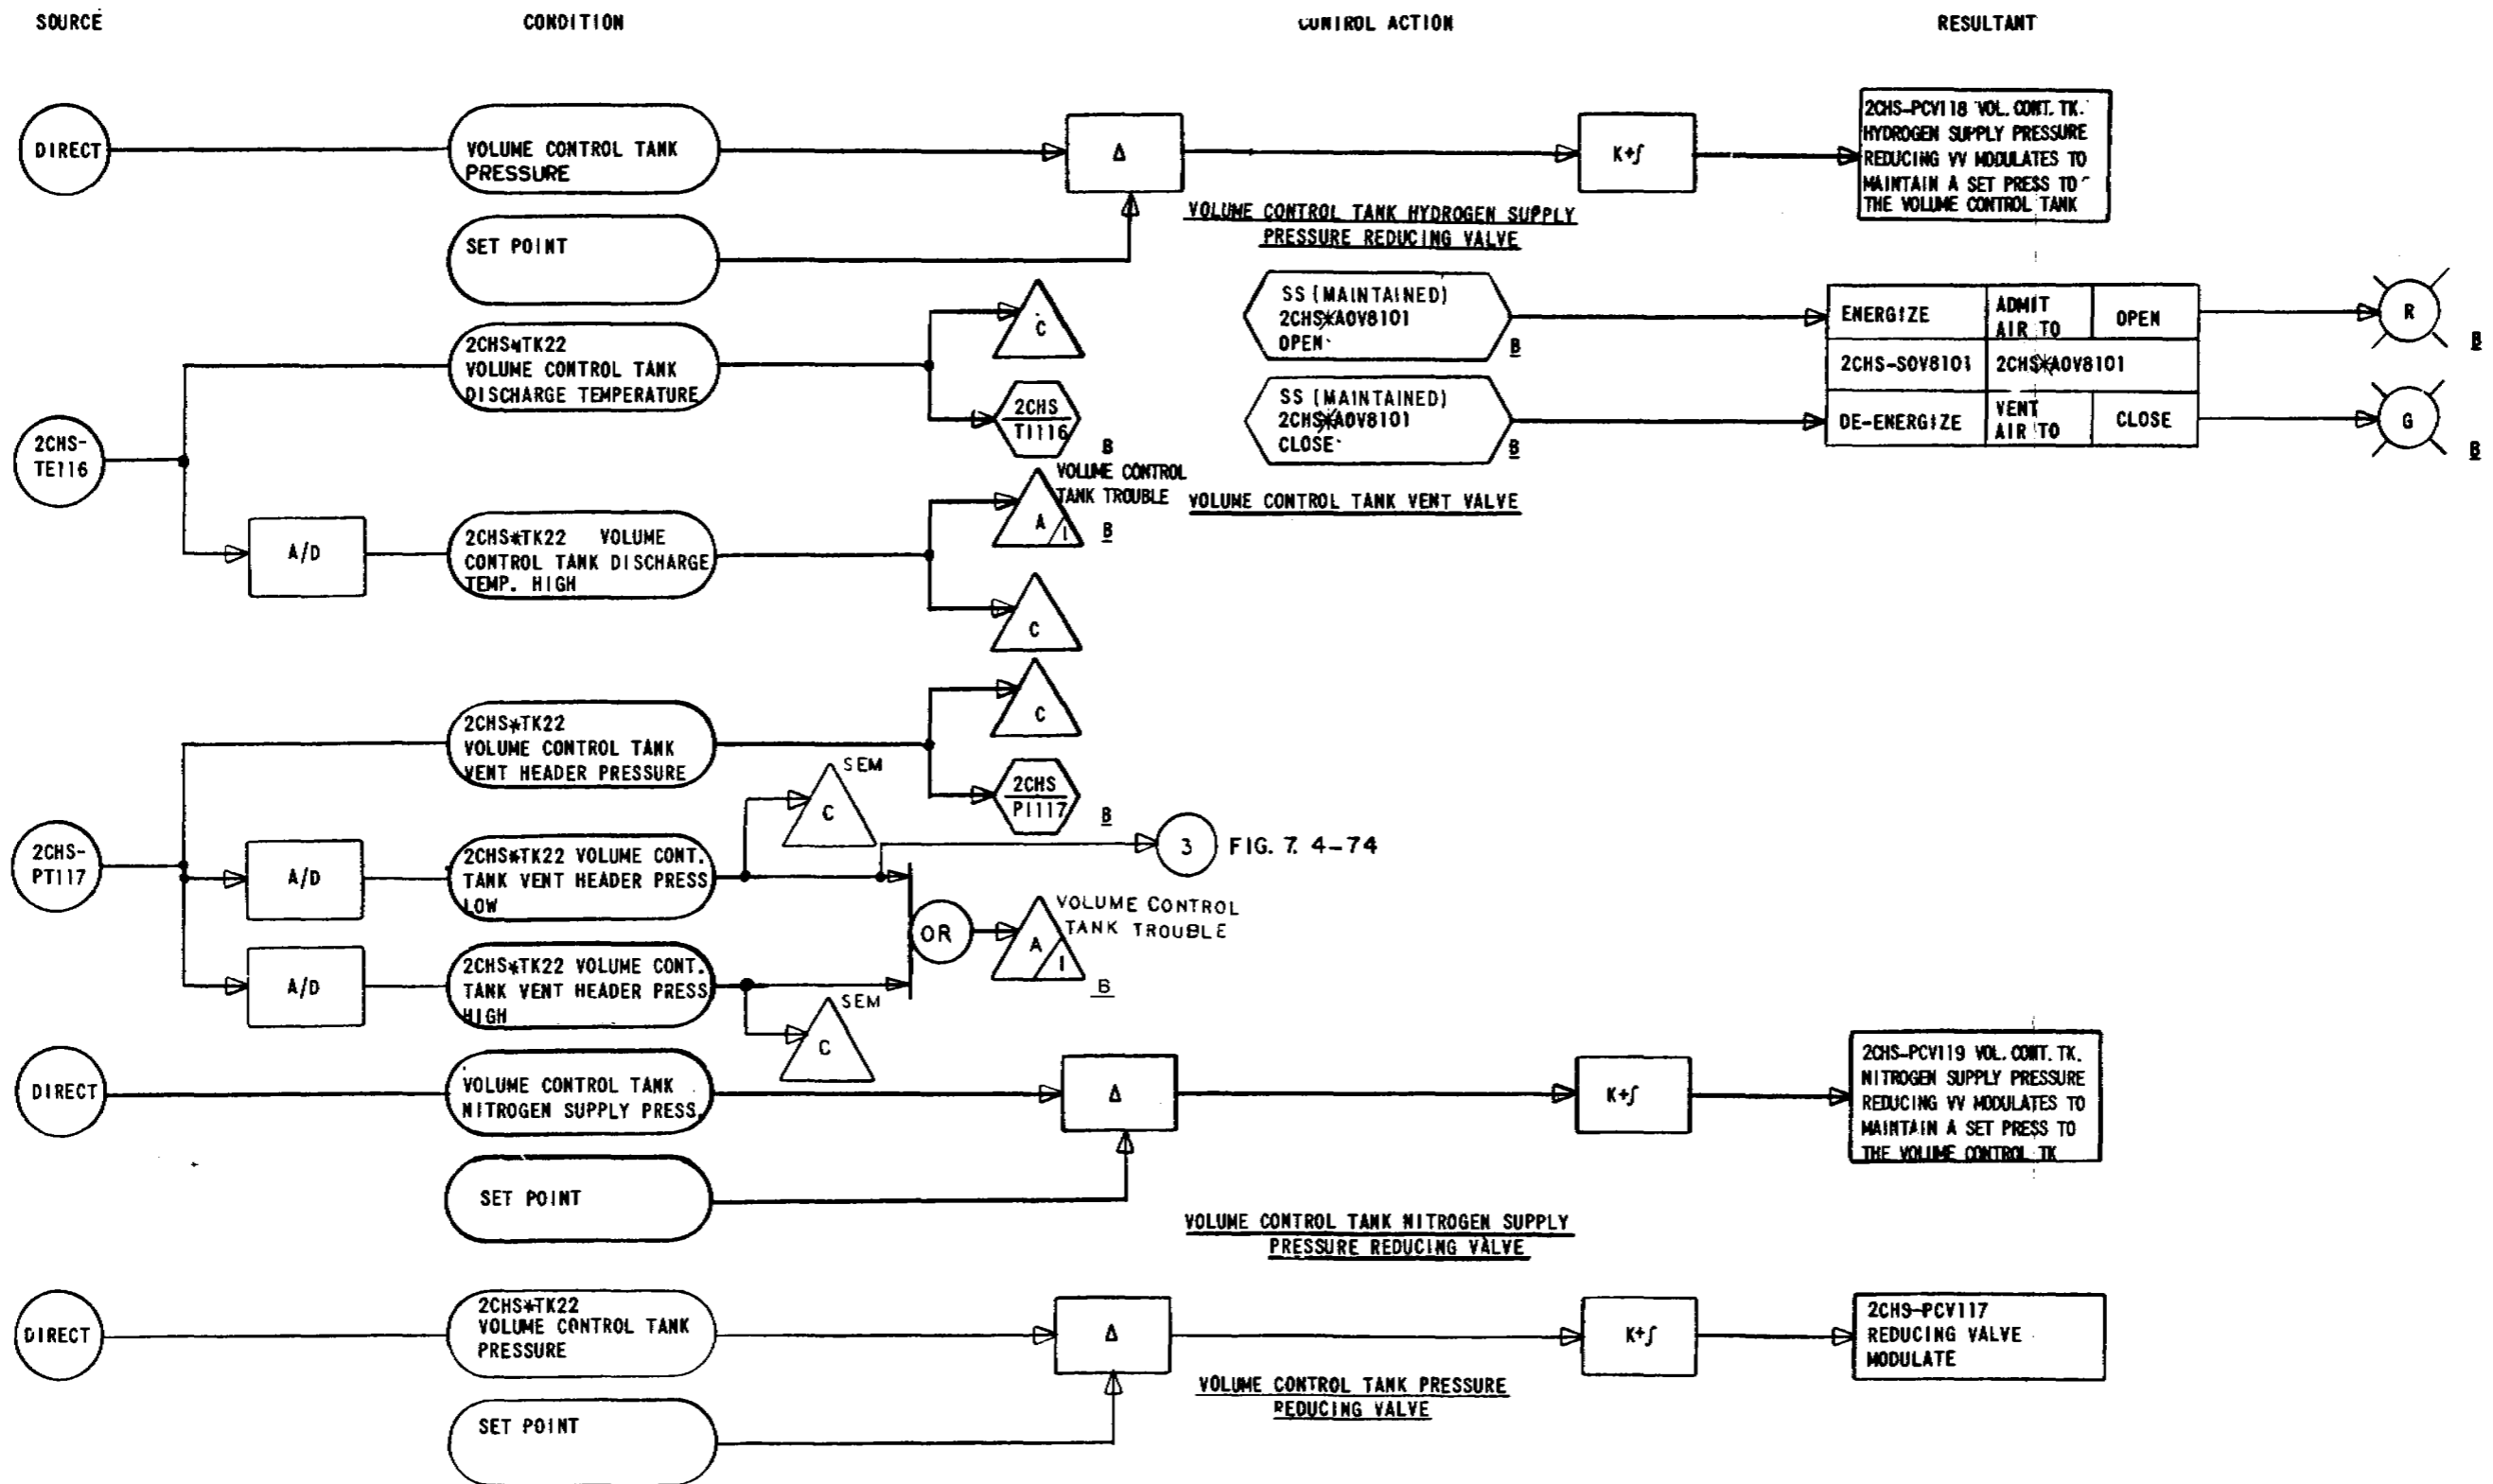 SOURCE
CONDITION
CONTROL ACTION
RESULTANT
DIRECT
VOLUME CONTROL TANK
PRESSURE
Δ
K+∫
2CHS-PCV118 VOL. CONT. TK.
HYDROGEN SUPPLY PRESSURE
REDUCING VV MODULATES TO
MAINTAIN A SET PRESS TO
THE VOLUME CONTROL TANK
SET POINT
VOLUME CONTROL TANK HYDROGEN SUPPLY
PRESSURE REDUCING VALVE
2CHS-
TE116
2CHS*TK22
VOLUME CONTROL TANK
DISCHARGE TEMPERATURE
C
2CHS
TI116
B
SS (MAINTAINED)
2CHS*AOV8101
OPEN
B
SS (MAINTAINED)
2CHS*AOV8101
CLOSE
B
ENERGIZE
ADMIT
AIR TO
OPEN
2CHS-SOV8101
2CHS*AOV8101
DE-ENERGIZE
VENT
AIR TO
CLOSE
R
B
G
B
VOLUME CONTROL TANK VENT VALVE
A/D
2CHS*TK22 VOLUME
CONTROL TANK DISCHARGE
TEMP. HIGH
VOLUME CONTROL
TANK TROUBLE
A
1
B
C
2CHS-
PT117
2CHS*TK22
VOLUME CONTROL TANK
VENT HEADER PRESSURE
C
2CHS
PI117
B
A/D
2CHS*TK22 VOLUME CONT.
TANK VENT HEADER PRESS
LOW
SEM
C
3
FIG. 7. 4-74
OR
VOLUME CONTROL
TANK TROUBLE
A
1
B
A/D
2CHS*TK22 VOLUME CONT.
TANK VENT HEADER PRESS
HIGH
SEM
C
DIRECT
VOLUME CONTROL TANK
NITROGEN SUPPLY PRESS.
Δ
K+∫
2CHS-PCV119 VOL. CONT. TK.
NITROGEN SUPPLY PRESSURE
REDUCING VV MODULATES TO
MAINTAIN A SET PRESS TO
THE VOLUME CONTROL TK
SET POINT
VOLUME CONTROL TANK NITROGEN SUPPLY
PRESSURE REDUCING VALVE
DIRECT
2CHS*TK22
VOLUME CONTROL TANK
PRESSURE
Δ
K+∫
2CHS-PCV117
REDUCING VALVE
MODULATE
SET POINT
VOLUME CONTROL TANK PRESSURE
REDUCING VALVE